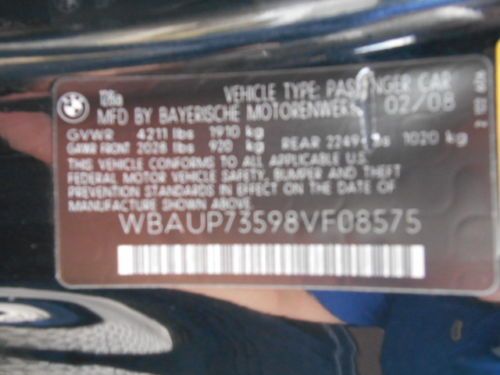 BMW
128i VEHICLE TYPE: PASSENGER CAR
MFD BY BAYERISCHE MOTORENWERKE 02/08
GVWR 4211 lbs 1910 kg
GAWR FRONT 2028 lbs 920 kg REAR 2249 lbs 1020 kg
THIS VEHICLE CONFORMS TO ALL APPLICABLE U.S.
FEDERAL MOTOR VEHICLE SAFETY, BUMPER AND THEFT
PREVENTION STANDARDS IN EFFECT ON THE DATE OF
MANUFACTURE SHOWN ABOVE.
WBAUP73598VF08575